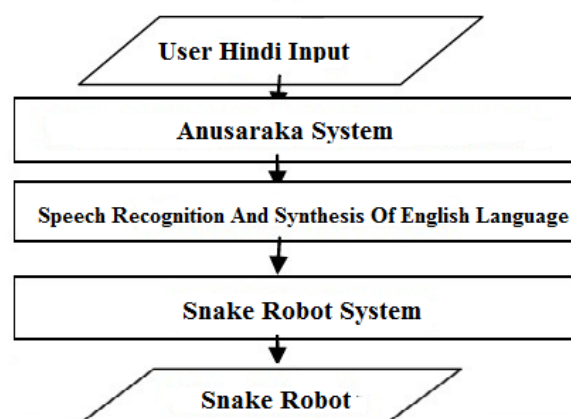 User Hindi Input
Anusaraka System
Speech Recognition And Synthesis Of English Language
Snake Robot System
Snake Robot